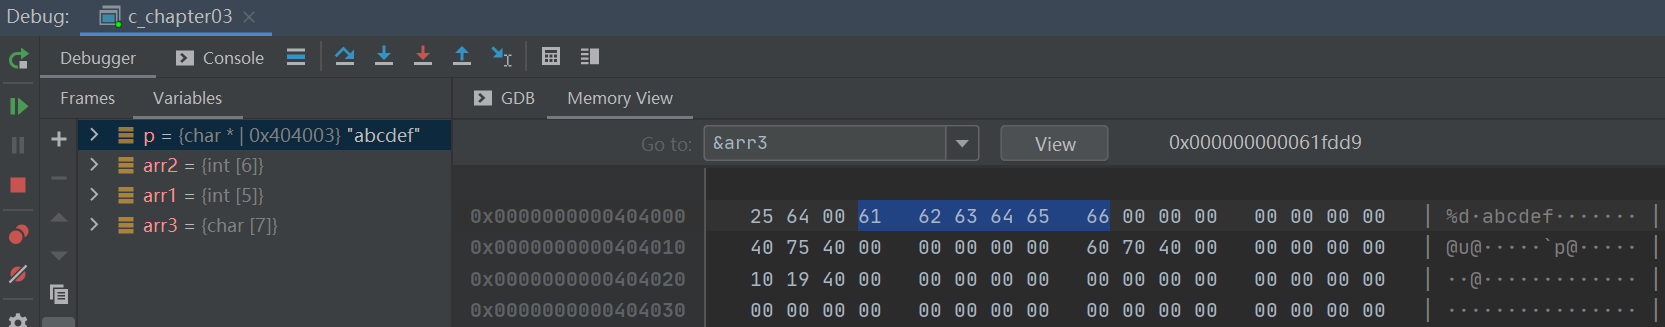 Debug: c_chapter03
Debugger Console
Frames Variables
GDB Memory View
p = {char * | 0x404003} "abcdef"
arr2 = {int [6]}
arr1 = {int [5]}
arr3 = {char [7]}
Go to: &arr3 View 0x000000000061fdd9
0x0000000000404000 25 64 00 61 62 63 64 65 66 00 00 00 00 00 00 00 | %d·abcdef······· |
0x0000000000404010 40 75 40 00 00 00 00 00 60 70 40 00 00 00 00 00 | @u@·····`p@····· |
0x0000000000404020 10 19 40 00 00 00 00 00 00 00 00 00 00 00 00 00 | ··@············· |
0x0000000000404030 00 00 00 00 00 00 00 00 00 00 00 00 00 00 00 00 | ················ |